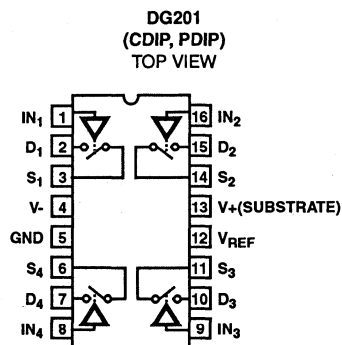 DG201
(CDIP, PDIP)
TOP VIEW
IN1 1 16 IN2
D1 2 15 D2
S1 3 14 S2
V- 4 13 V+(SUBSTRATE)
GND 5 12 VREF
S4 6 11 S3
D4 7 10 D3
IN4 8 9 IN3